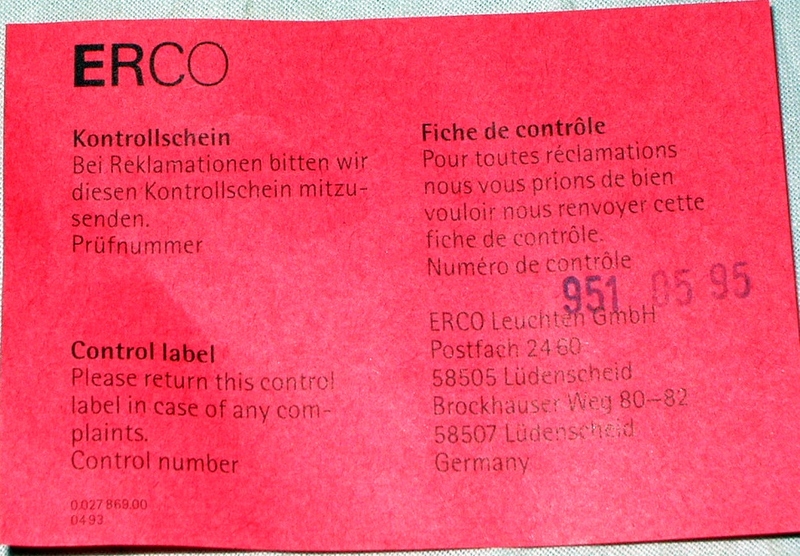 ERCO
Kontrollschein
Bei Reklamationen bitten wir
diesen Kontrollschein mitzu-
senden.
Prüfnummer
Control label
Please return this control
label in case of any com-
plaints.
Control number
0.027 869.00
04 93
Fiche de contrôle
Pour toutes réclamations
nous vous prions de bien
vouloir nous renvoyer cette
fiche de contrôle.
Numéro de contrôle
951 05 95
ERCO Leuchten GmbH
Postfach 24 60
58505 Lüdenscheid
Brockhauser Weg 80–82
58507 Lüdenscheid
Germany